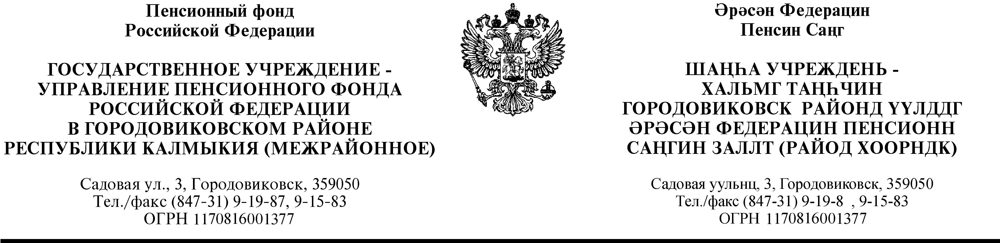 Пенсионный фонд
Российской Федерации
ГОСУДАРСТВЕННОЕ УЧРЕЖДЕНИЕ -
УПРАВЛЕНИЕ ПЕНСИОННОГО ФОНДА
РОССИЙСКОЙ ФЕДЕРАЦИИ
В ГОРОДОВИКОВСКОМ РАЙОНЕ
РЕСПУБЛИКИ КАЛМЫКИЯ (МЕЖРАЙОННОЕ)
Садовая ул., 3, Городовиковск, 359050
Тел./факс (847-31) 9-19-87, 9-15-83
ОГРН 1170816001377
Әрәсән Федерацин
Пенсин Саңг
ШАҢҺА УЧРЕЖДЕНЬ -
ХАЛЬМГ ТАҢҺЧИН
ГОРОДОВИКОВСК РАЙОНД ҮҮЛДДГ
ӘРӘСӘН ФЕДЕРАЦИН ПЕНСИОНН
САҢГИН ЗАЛЛТ (РАЙОД ХООРНДК)
Садовая уульнц, 3, Городовиковск, 359050
Тел./факс (847-31) 9-19-8 , 9-15-83
ОГРН 1170816001377